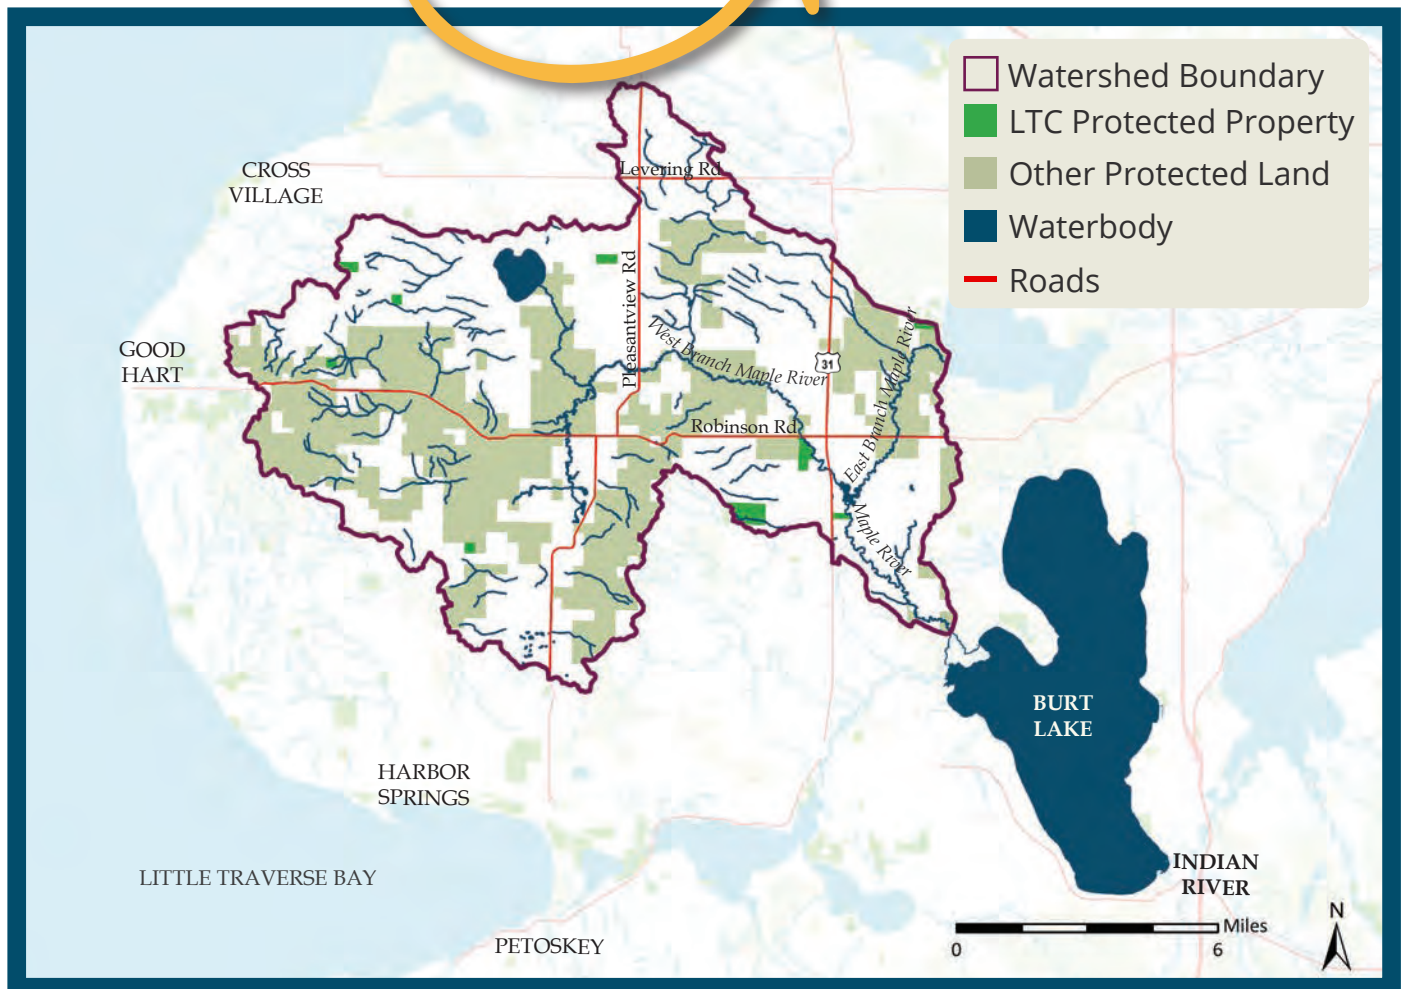 Watershed Boundary
LTC Protected Property
Other Protected Land
Waterbody
Roads
CROSS
VILLAGE
Levering Rd
Pleasantview Rd
GOOD
HART
West Branch Maple River
31
East Branch Maple River
Robinson Rd
Maple River
BURT
LAKE
HARBOR
SPRINGS
LITTLE TRAVERSE BAY
INDIAN
RIVER
PETOSKEY
N
Miles
0
6